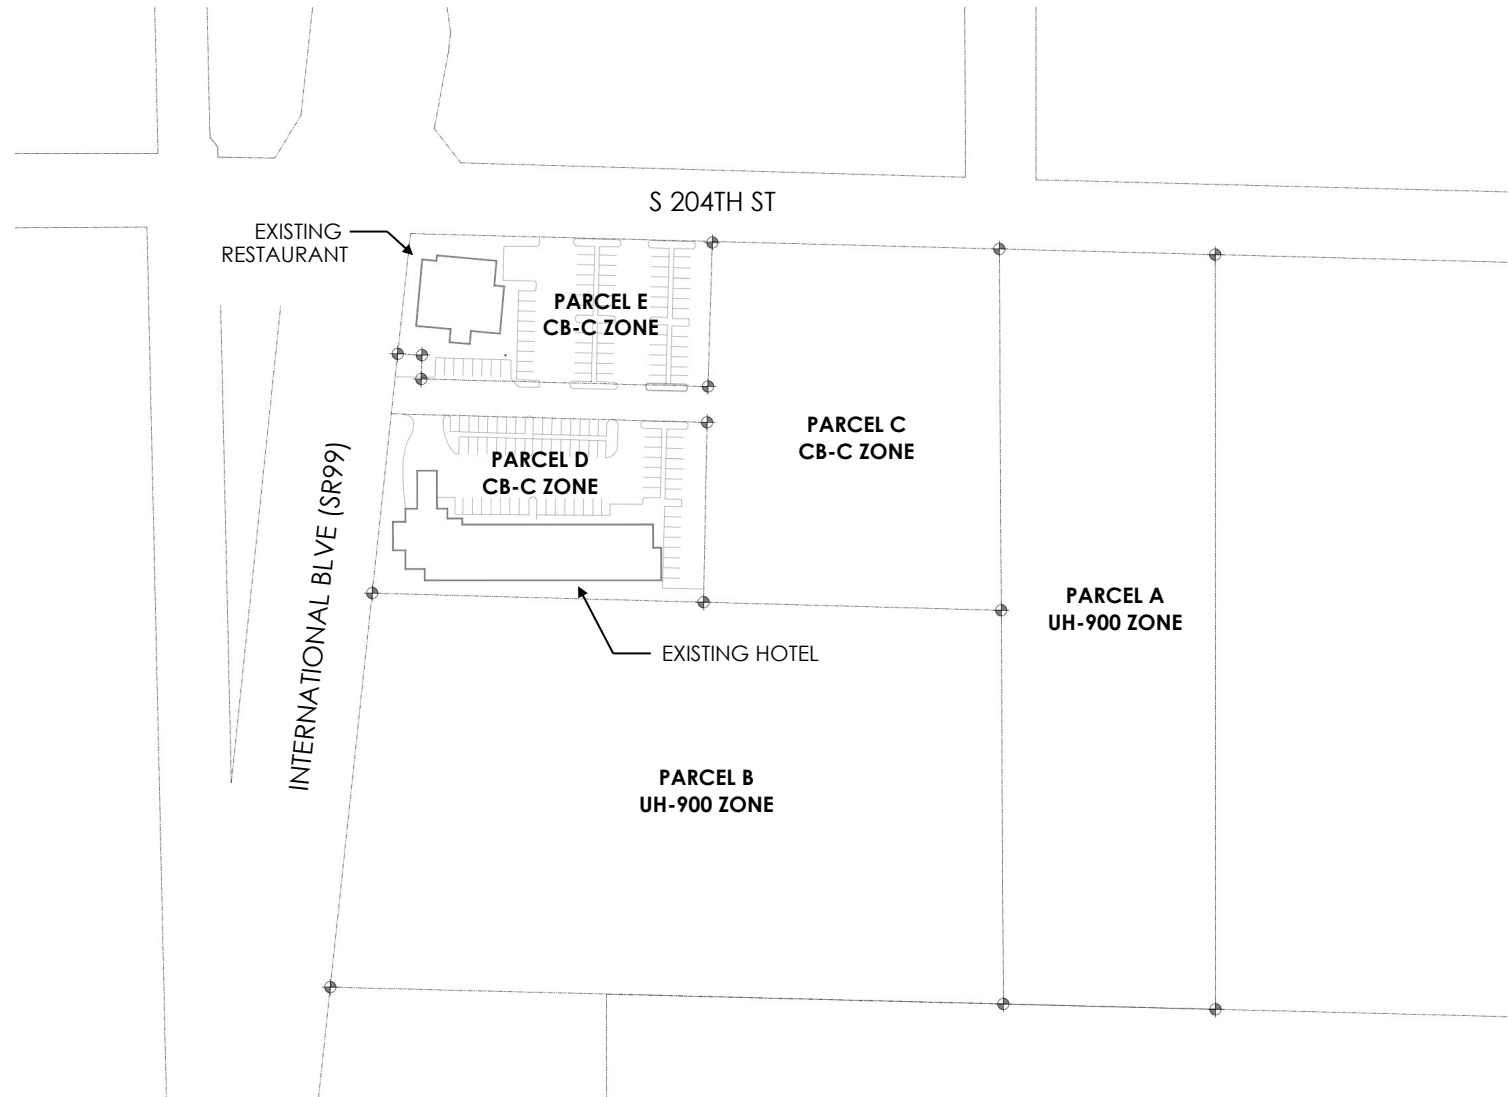 S 204TH ST
EXISTING
RESTAURANT
PARCEL E
CB-C ZONE
PARCEL C
CB-C ZONE
PARCEL D
CB-C ZONE
INTERNATIONAL BLVE (SR99)
PARCEL A
UH-900 ZONE
EXISTING HOTEL
PARCEL B
UH-900 ZONE